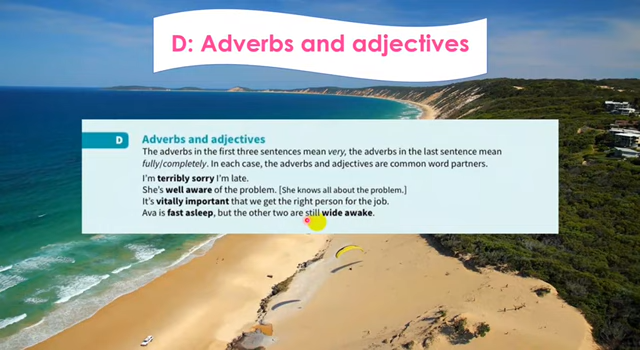 D: Adverbs and adjectives
D Adverbs and adjectives
The adverbs in the first three sentences mean very, the adverbs in the last sentence mean
fully/completely. In each case, the adverbs and adjectives are common word partners.
I'm terribly sorry I'm late.
She's well aware of the problem. [She knows all about the problem.]
It's vitally important that we get the right person for the job.
Ava is fast asleep, but the other two are still wide awake.